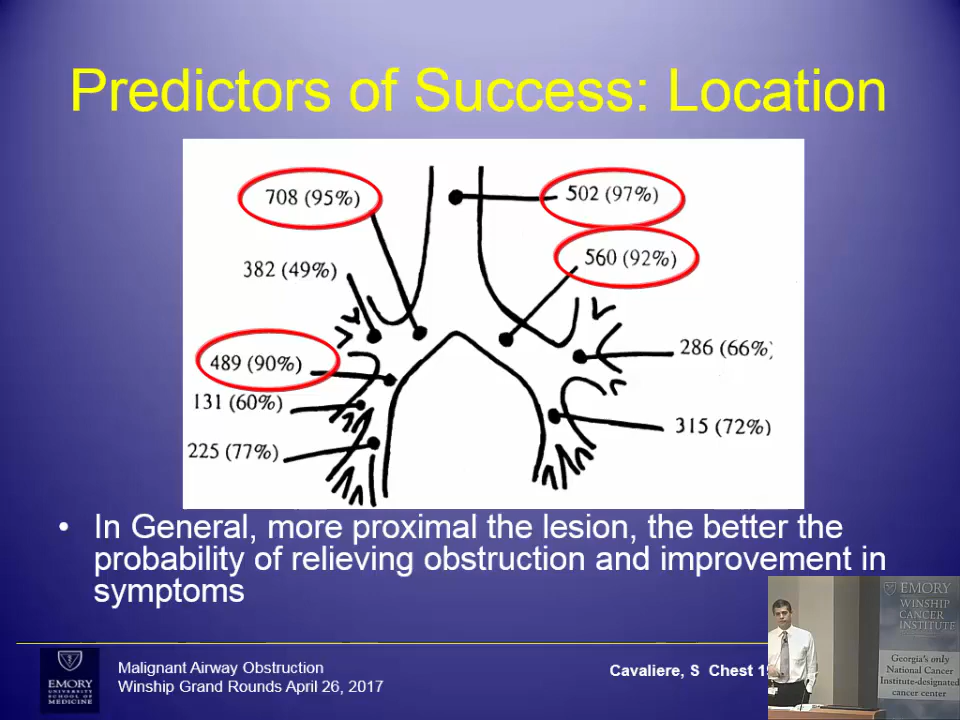 Predictors of Success: Location
708 (95%)
502 (97%)
560 (92%)
382 (49%)
489 (90%)
286 (66%)
131 (60%)
315 (72%)
225 (77%)
• In General, more proximal the lesion, the better the
probability of relieving obstruction and improvement in
symptoms
EMORY
UNIVERSITY
SCHOOL OF
MEDICINE
Malignant Airway Obstruction
Winship Grand Rounds April 26, 2017
Cavaliere, S Chest
EMORY
WINSHIP
CANCER
INSTITUTE
Georgia's only
National Cancer
Institute-designated
cancer center